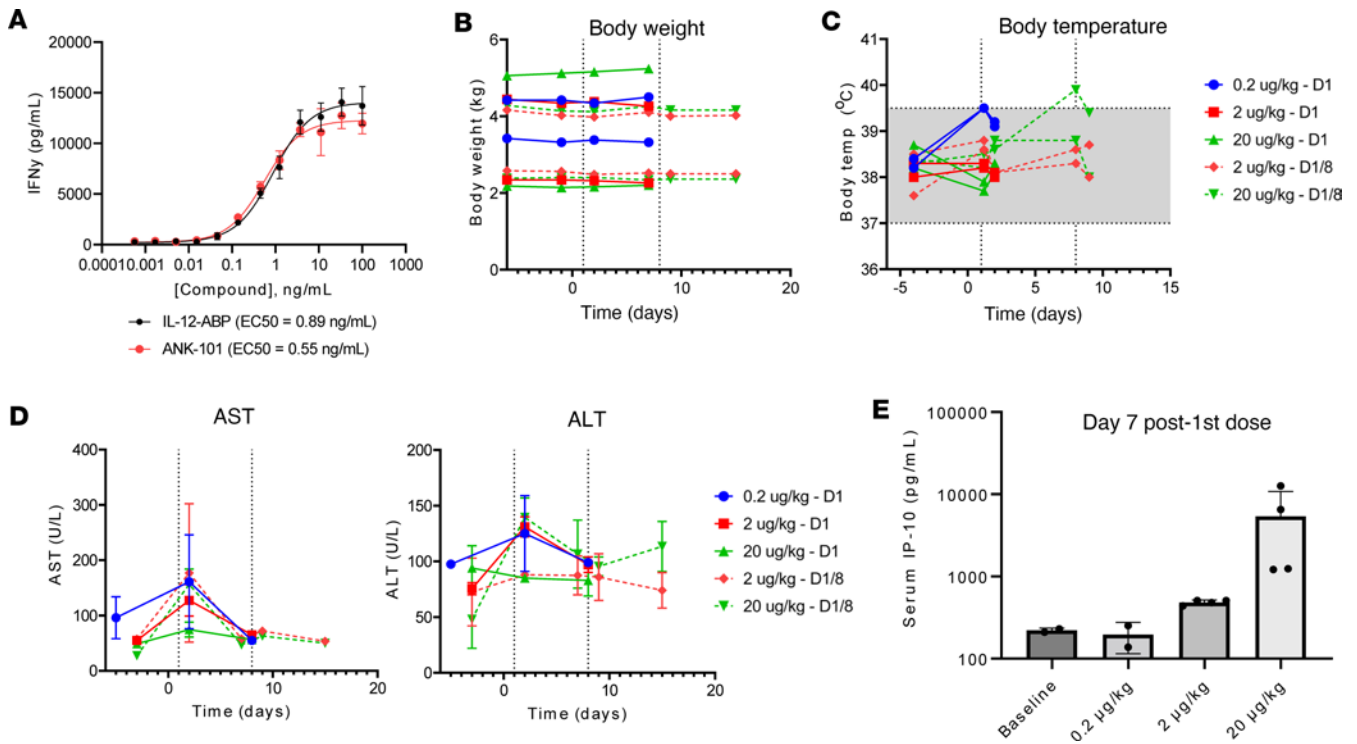 A
IFNγ (pg/mL)
20000
15000
10000
5000
0
0.0001
0.001
0.01
0.1
1
10
100
1000
[Compound], ng/mL
IL-12-ABP (EC50 = 0.89 ng/mL)
ANK-101 (EC50 = 0.55 ng/mL)
B
Body weight
Body weight (kg)
6
4
2
0
0
20
Time (days)
C
Body temperature
Body temp (°C)
42
41
40
39
38
37
36
-5
0
5
10
15
Time (days)
0.2 ug/kg - D1
2 ug/kg - D1
20 ug/kg - D1
2 ug/kg - D1/8
20 ug/kg - D1/8
D
AST
AST (U/L)
400
300
200
100
0
0
20
Time (days)
ALT
ALT (U/L)
200
150
100
50
0
0
20
Time (days)
0.2 ug/kg - D1
2 ug/kg - D1
20 ug/kg - D1
2 ug/kg - D1/8
20 ug/kg - D1/8
E
Day 7 post-1st dose
Serum IP-10 (pg/mL)
100000
10000
1000
100
Baseline
0.2 µg/kg
2 µg/kg
20 µg/kg